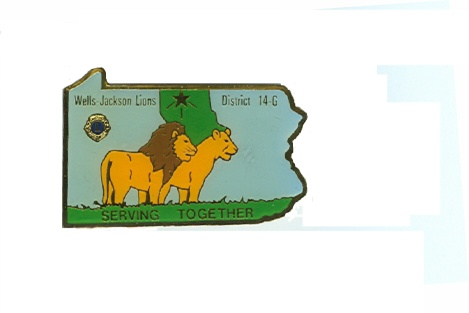 Wells-Jackson Lions District 14-G
SERVING TOGETHER